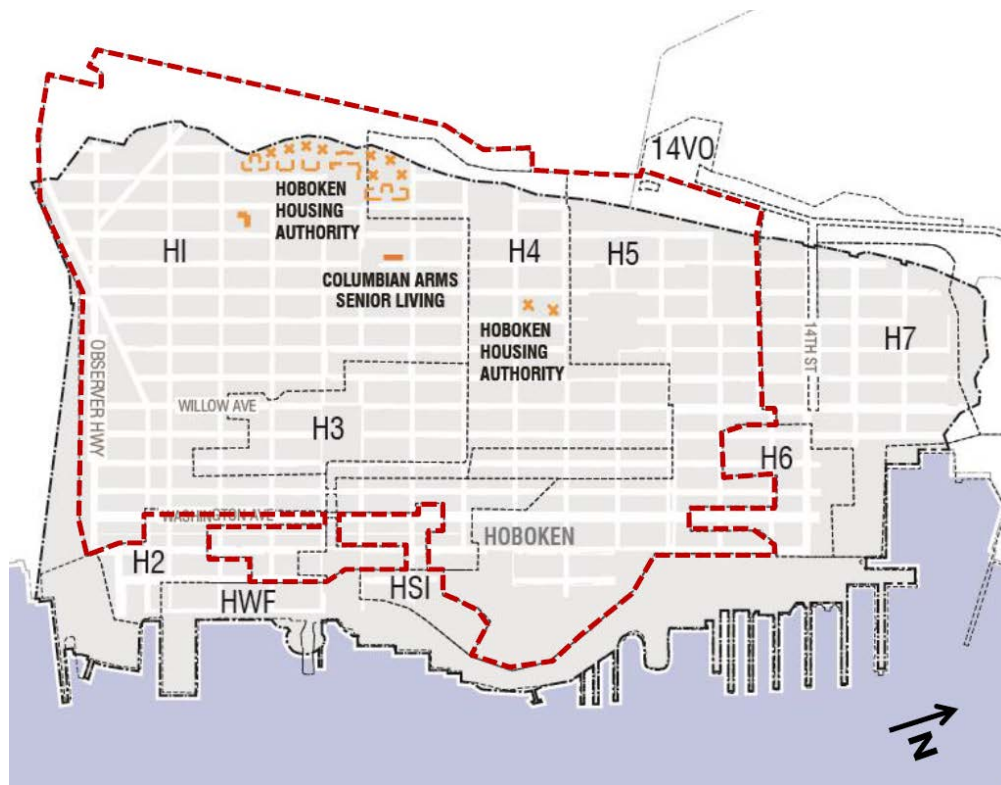 14VO
HOBOKEN
HOUSING
AUTHORITY
H1
H4
H5
COLUMBIAN ARMS
SENIOR LIVING
HOBOKEN
HOUSING
AUTHORITY
14TH ST
H7
OBSERVER HWY
WILLOW AVE
H3
H6
WASHINGTON AVE
HOBOKEN
H2
HSI
HWF
N